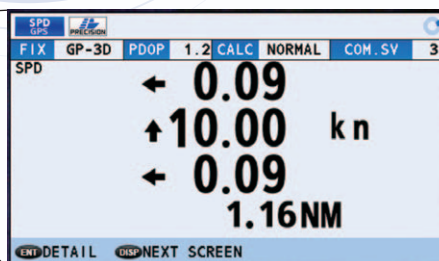 SPD GPS PRECISION
FIX GP-3D PDOP 1.2 CALC NORMAL COM.SV 3
SPD
← 0.09
↑ 10.00 kn
← 0.09
1.16NM
ENT DETAIL DISP NEXT SCREEN